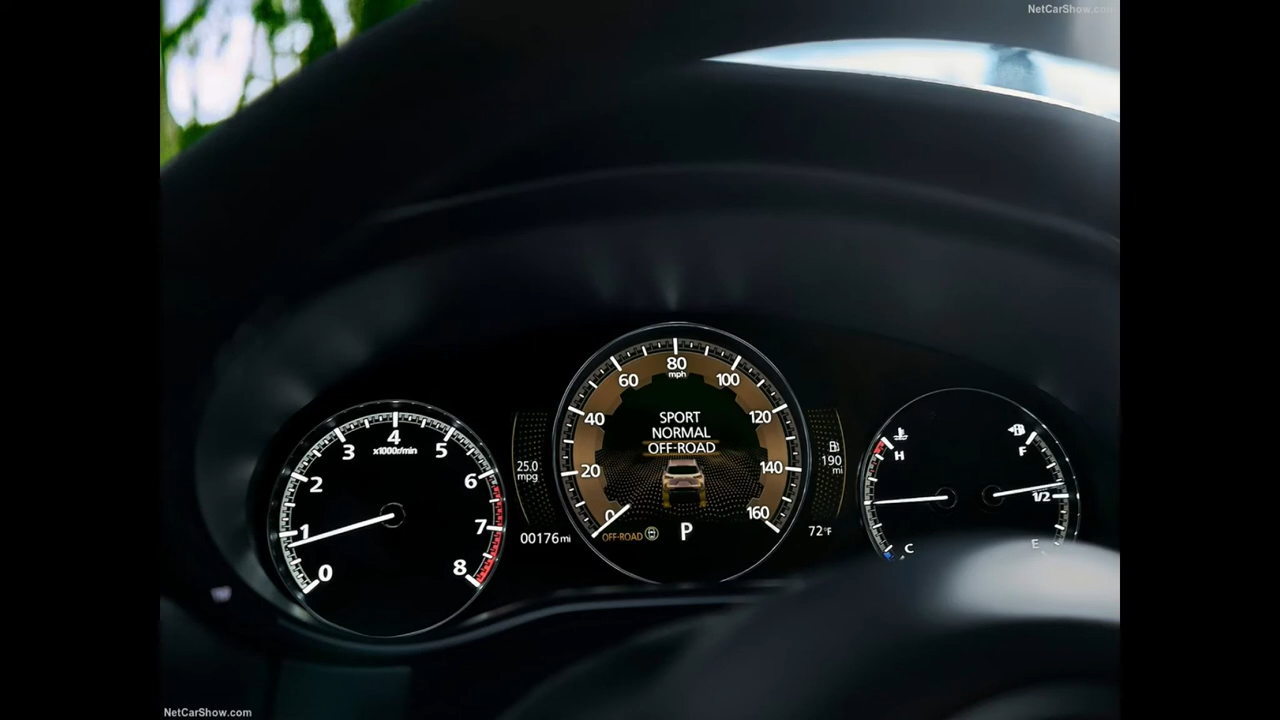 NetCarShow.com
80
mph
60
100
40
120
20
140
0
160
SPORT
NORMAL
OFF-ROAD
OFF-ROAD
P
4
x1000r/min
3
5
2
6
1
7
0
8
25.0
mpg
00176 mi
190
mi
72°F
H
F
1/2
C
E
NetCarShow.com